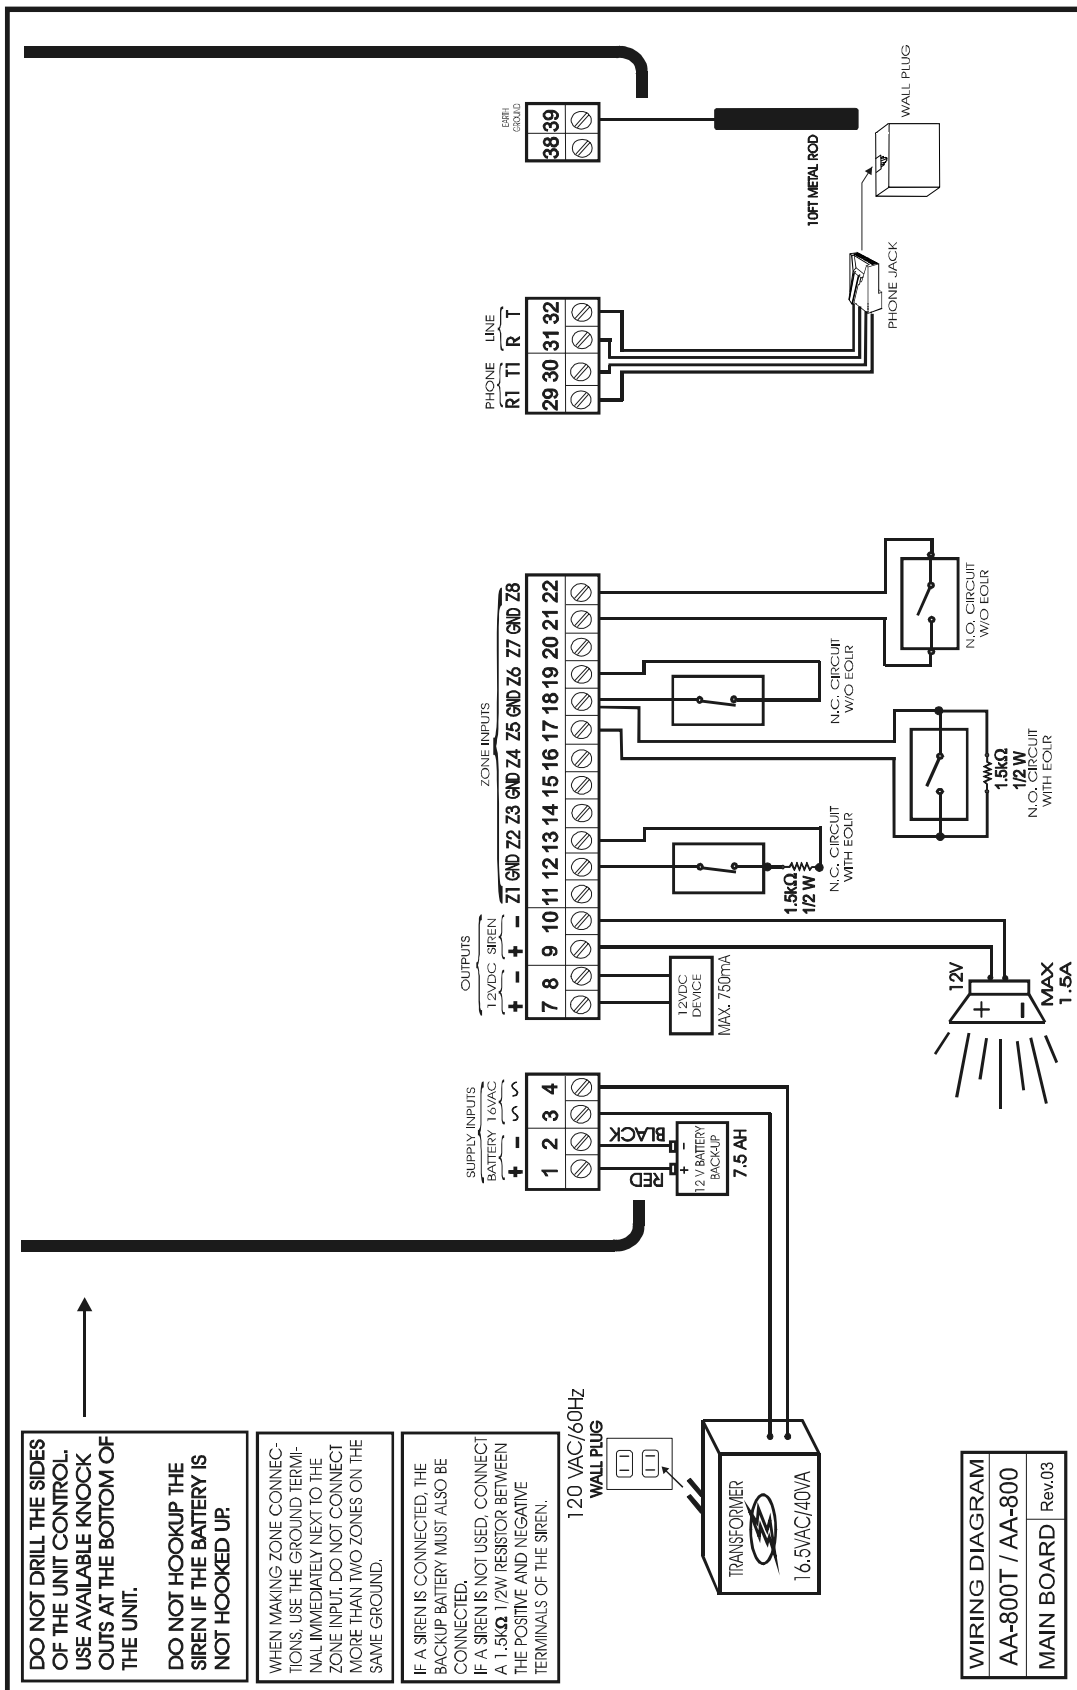 DO NOT DRILL THE SIDES
OF THE UNIT CONTROL.
USE AVAILABLE KNOCK
OUTS AT THE BOTTOM OF
THE UNIT.
DO NOT HOOKUP THE
SIREN IF THE BATTERY IS
NOT HOOKED UP.
WHEN MAKING ZONE CONNEC-
TIONS, USE THE GROUND TERMI-
NAL IMMEDIATELY NEXT TO THE
ZONE INPUT. DO NOT CONNECT
MORE THAN TWO ZONES ON THE
SAME GROUND.
IF A SIREN IS CONNECTED, THE
BACKUP BATTERY MUST ALSO BE
CONNECTED.
IF A SIREN IS NOT USED, CONNECT
A 1.5KΩ 1/2W RESISTOR BETWEEN
THE POSITIVE AND NEGATIVE
TERMINALS OF THE SIREN.
120 VAC/60Hz
WALL PLUG
TRANSFORMER
16.5VAC/40VA
WIRING DIAGRAM
AA-800T / AA-800
MAIN BOARD Rev.03
SUPPLY INPUTS
BATTERY 16VAC
+ - ~ ~
1 2 3 4
RED
BLACK
+ -
12 V BATTERY
BACK-UP
7.5 AH
OUTPUTS
12VDC SIREN
+ - + -
7 8 9 10
12VDC
DEVICE
MAX. 750mA
12V
+ -
MAX
1.5A
ZONE INPUTS
Z1 GND Z2 Z3 GND Z4 Z5 GND Z6 Z7 GND Z8
11 12 13 14 15 16 17 18 19 20 21 22
1.5kΩ
1/2 W
N.C. CIRCUIT
WITH EOLR
1.5kΩ
1/2 W
N.O. CIRCUIT
WITH EOLR
N.C. CIRCUIT
W/O EOLR
N.O. CIRCUIT
W/O EOLR
PHONE LINE
R1 T1 R T
29 30 31 32
PHONE JACK
WALL PLUG
EARTH
GROUND
38 39
10FT METAL ROD